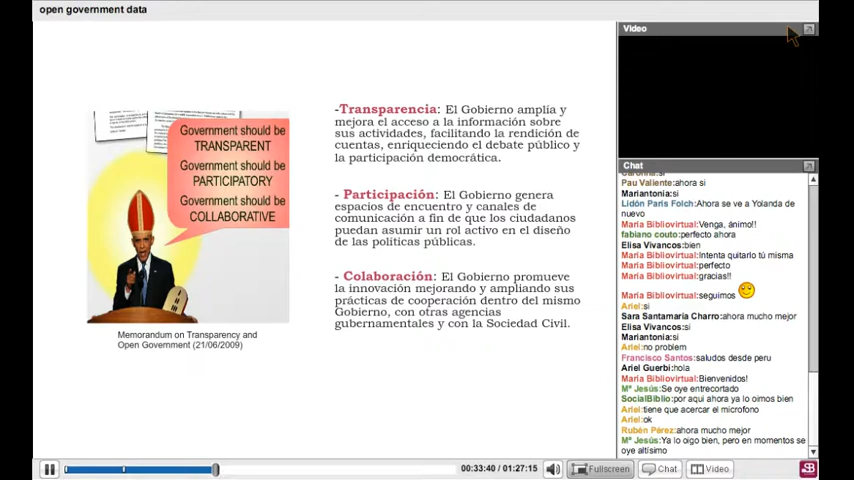 open government data
Government should be
TRANSPARENT
Government should be
PARTICIPATORY
Government should be
COLLABORATIVE
Memorandum on Transparency and
Open Government (21/06/2009)
-Transparencia: El Gobierno amplía y
mejora el acceso a la información sobre
sus actividades, facilitando la rendición de
cuentas, enriqueciendo el debate público y
la participación democrática.
- Participación: El Gobierno genera
espacios de encuentro y canales de
comunicación a fin de que los ciudadanos
puedan asumir un rol activo en el diseño
de las políticas públicas.
- Colaboración: El Gobierno promueve
la innovación mejorando y ampliando sus
prácticas de cooperación dentro del mismo
Gobierno, con otras agencias
gubernamentales y con la Sociedad Civil.
Video
Chat
Pau Valiente:ahora si
Mariantonia:si
Lidón París Folch:Ahora se ve a Yolanda de
nuevo
María Bibliovirtual:Venga, ánimo!!
fabiano couto:perfecto ahora
Elisa Vivancos:bien
María Bibliovirtual:Intenta quitarlo tú misma
María Bibliovirtual:perfecto
María Bibliovirtual:gracias!!
María Bibliovirtual:seguimos
Ariel:si
Sara Santamaría Charro:ahora mucho mejor
Elisa Vivancos:si
Mariantonia:si
Ariel:no problem
Francisco Santos:saludos desde peru
Ariel Guerbi:hola
María Bibliovirtual:Bienvenidos!
Mª Jesús:Se oye entrecortado
SocialBiblio:por aqui ahora ya lo oimos bien
Ariel:tiene que acercar el microfono
Ariel:ok
Rubén Pérez:ahora mucho mejor
Mª Jesús:Ya lo oigo bien, pero en momentos se
oye altísimo
00:33:40 / 01:27:15
Fullscreen
Chat
Video